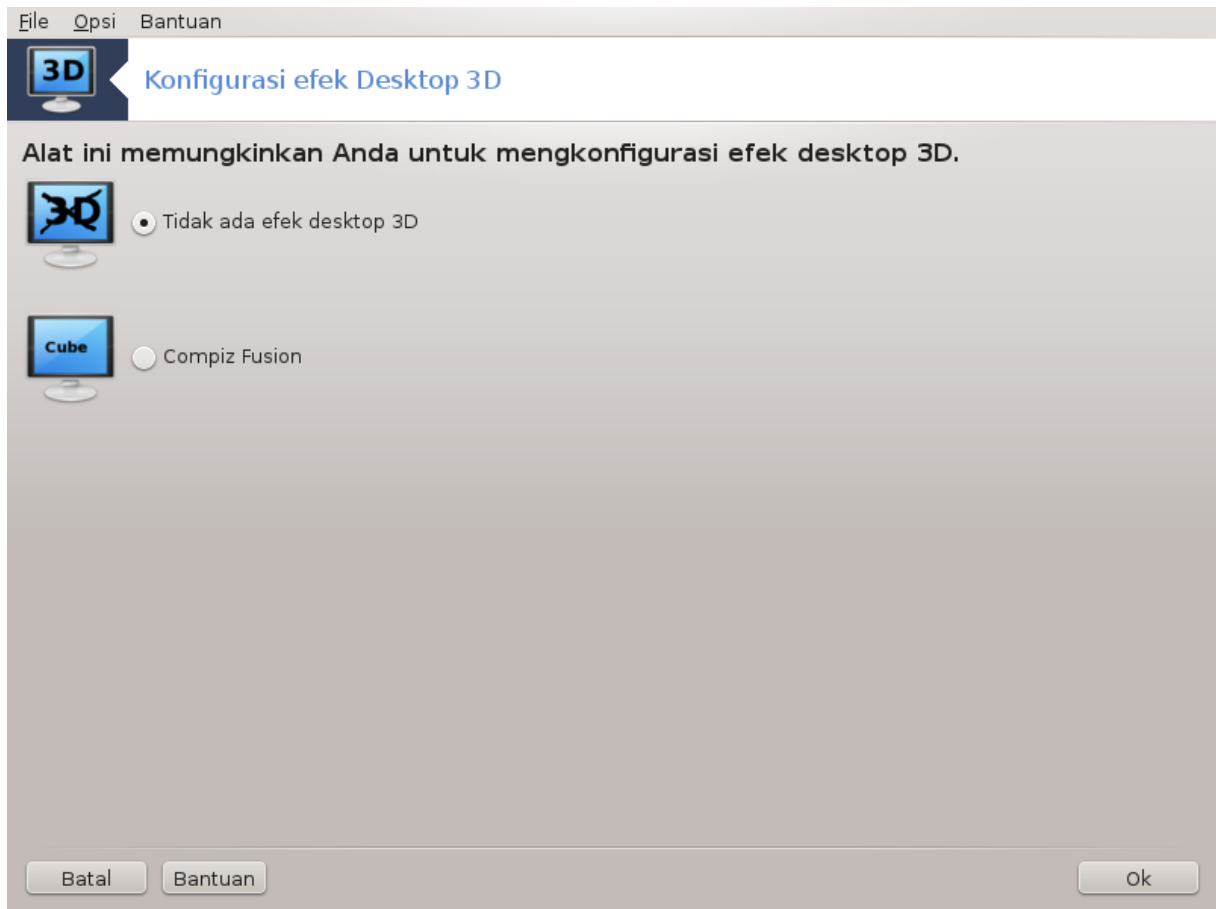 File Opsi Bantuan
3D
Konfigurasi efek Desktop 3D
Alat ini memungkinkan Anda untuk mengkonfigurasi efek desktop 3D.
3D
Tidak ada efek desktop 3D
Cube
Compiz Fusion
Batal Bantuan Ok